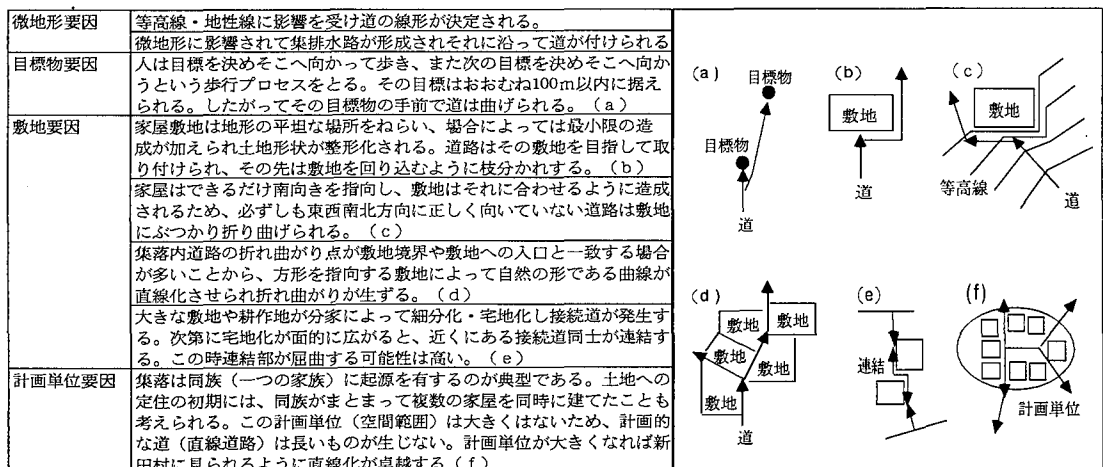 微地形要因
等高線・地性線に影響を受け道の線形が決定される。
微地形に影響されて集排水路が形成されそれに沿って道が付けられる
目標物要因
人は目標を決めそこへ向かって歩き、また次の目標を決めそこへ向か
うという歩行プロセスをとる。その目標はおおむね100m以内に据え
られる。したがってその目標物の手前で道は曲げられる。(a)
敷地要因
家屋敷地は地形の平坦な場所をねらい、場合によっては最小限の造
成が加えられ土地形状が整形化される。道路はその敷地を目指して取
り付けられ、その先は敷地を回り込むように枝分かれする。(b)
家屋はできるだけ南向きを指向し、敷地はそれに合わせるように造成
されるため、必ずしも東西南北方向に正しく向いていない道路は敷地
にぶつかり折り曲げられる。(c)
集落内道路の折れ曲がり点が敷地境界や敷地への入口と一致する場合
が多いことから、方形を指向する敷地によって自然の形である曲線が
直線化させられ折れ曲がりが生ずる。(d)
大きな敷地や耕作地が分家によって細分化・宅地化し接続道が発生す
る。次第に宅地化が面的に広がると、近くにある接続道同士が連結す
る。この時連結部が屈曲する可能性は高い。(e)
計画単位要因
集落は同族(一つの家族)に起源を有するのが典型である。土地への
定住の初期には、同族がまとまって複数の家屋を同時に建てたことも
考えられる。この計画単位(空間範囲)は大きくはないため、計画的
な道(直線道路)は長いものが生じない。計画単位が大きくなれば新
田村に見られるように直線化が卓越する(f)
(a)
目標物
目標物
道
(b)
敷地
道
(c)
敷地
等高線
道
(d)
敷地
敷地
敷地
敷地
敷地
道
(e)
連結
(f)
計画単位